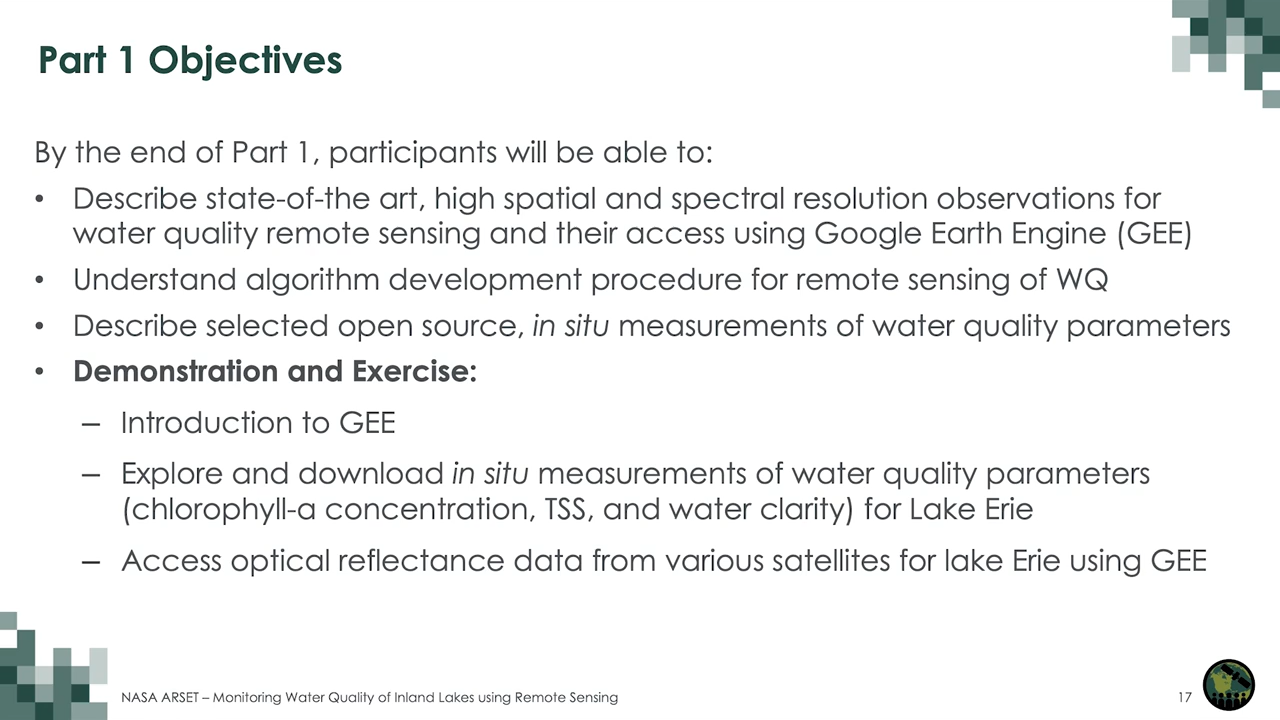 Part 1 Objectives
By the end of Part 1, participants will be able to:
• Describe state-of-the art, high spatial and spectral resolution observations for
water quality remote sensing and their access using Google Earth Engine (GEE)
• Understand algorithm development procedure for remote sensing of WQ
• Describe selected open source, in situ measurements of water quality parameters
• Demonstration and Exercise:
– Introduction to GEE
– Explore and download in situ measurements of water quality parameters
(chlorophyll-a concentration, TSS, and water clarity) for Lake Erie
– Access optical reflectance data from various satellites for lake Erie using GEE
NASA ARSET – Monitoring Water Quality of Inland Lakes using Remote Sensing
17